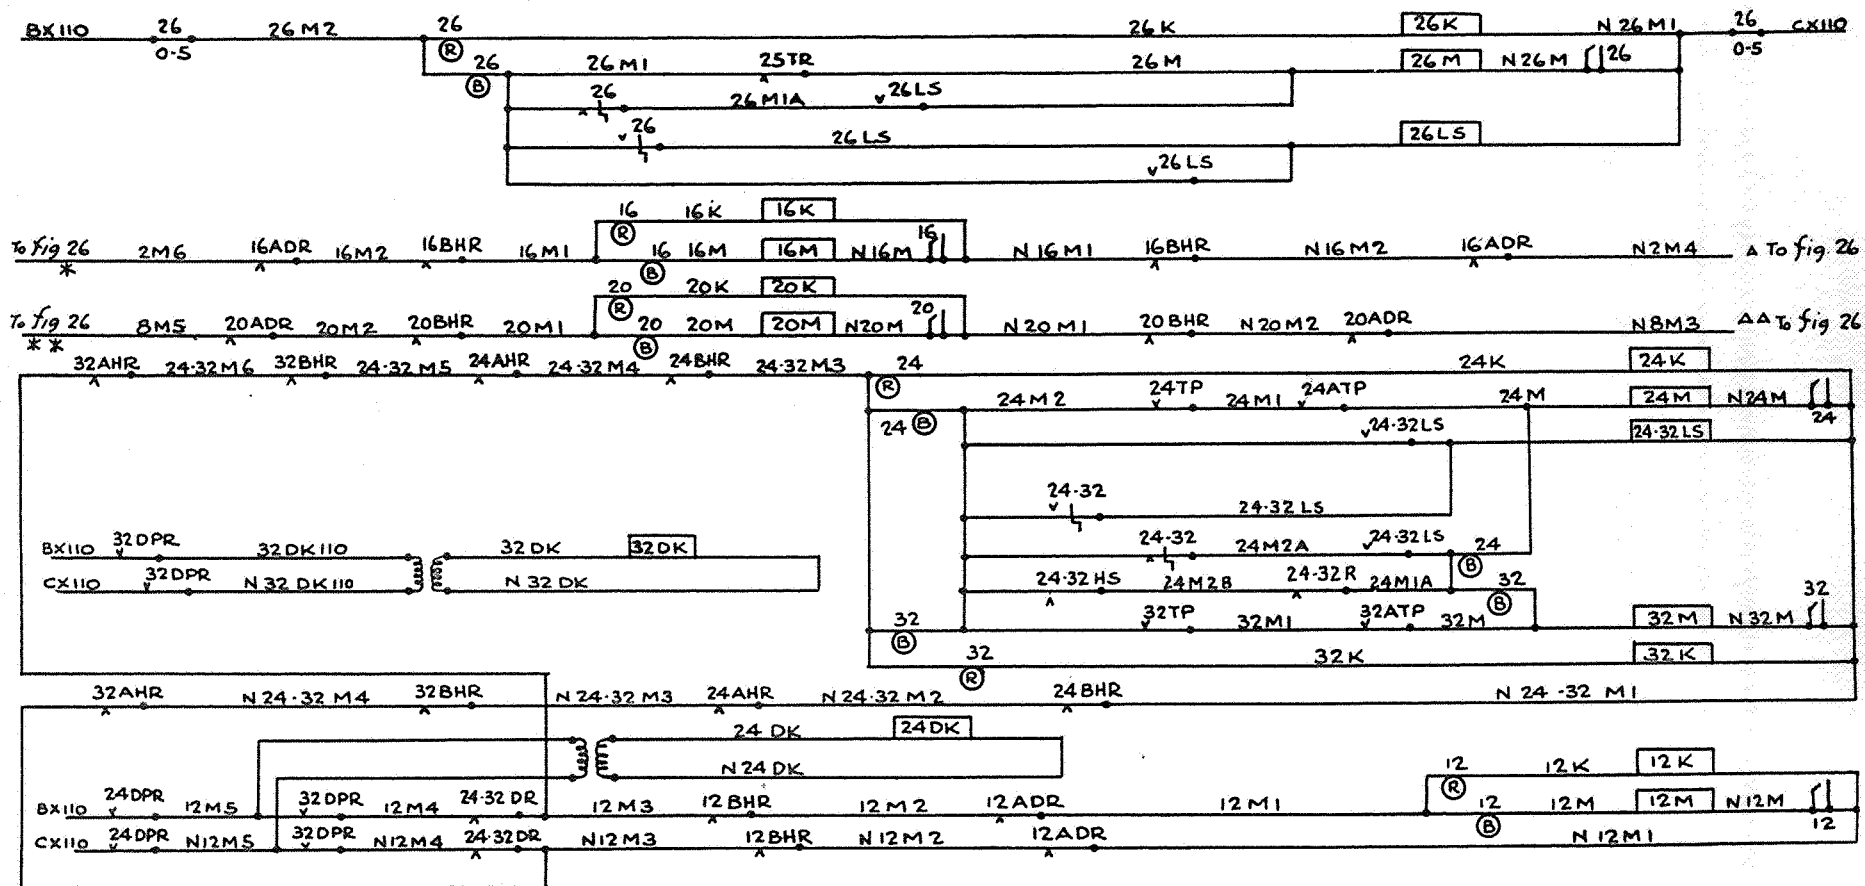 BX110 26 26M2 26 26K 26K N26M1 26 CX110
0-5 R 0-5
26 26M1 25TR 26M 26M N26M 26
B
26 26M1A 26LS
26 26LS 26LS
26LS
16 16K 16K
R
To fig 26 2M6 16ADR 16M2 16BHR 16M1 16 16M 16M N16M 16 N16M1 16BHR N16M2 16ADR N2M4 Δ To fig. 26
* B
20 20K 20K
R
To fig 26 8M5 20ADR 20M2 20BHR 20M1 20 20M 20M N20M 20 N20M1 20BHR N20M2 20ADR N8M3 ΔΔ To fig 26
** B
32AHR 24-32M6 32BHR 24-32M5 24AHR 24-32M4 24BHR 24-32M3 24 24K 24K
R
24 B 24M2 24TP 24M1 24ATP 24M 24M N24M 24
24-32LS 24-32LS
24-32 24-32LS
BX110 32DPR 32DK110 32DK 32DK 24-32 24M2A 24-32LS 24
B
CX110 32DPR N32DK110 N32DK 24-32HS 24M2B 24-32R 24M1A 32
B
32 32TP 32M1 32ATP 32M 32M N32M 32
B
32 32K 32K
R
32AHR N24-32M4 32BHR N24-32M3 24AHR N24-32M2 24BHR N24-32M1
24DK 24DK
N24DK
12 12K 12K
R
BX110 24DPR 12M5 32DPR 12M4 24-32DR 12M3 12BHR 12M2 12ADR 12M1 12 12M 12M N12M 12
B
CX110 24DPR N12M5 32DPR N12M4 24-32DR N12M3 12BHR N12M2 12ADR N12M1